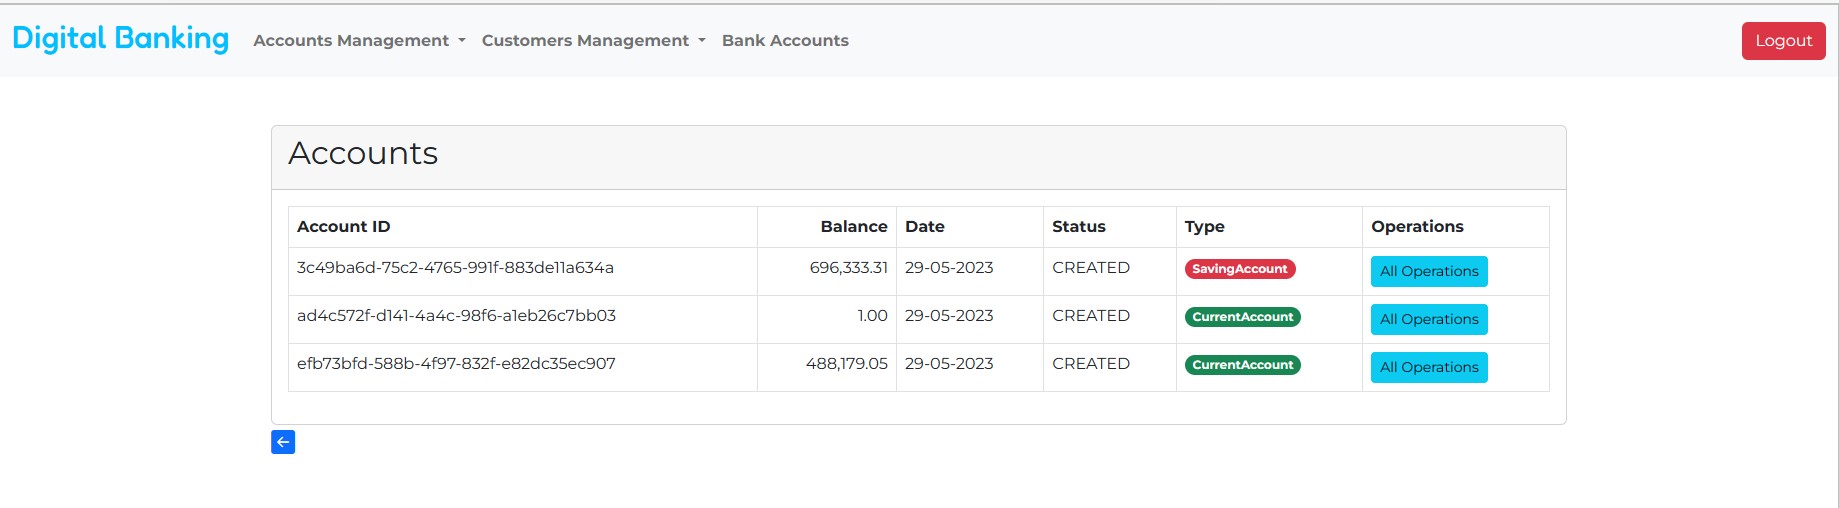 Digital Banking Accounts Management Customers Management Bank Accounts Logout
Accounts
Account ID Balance Date Status Type Operations
3c49ba6d-75c2-4765-991f-883de11a634a 696,333.31 29-05-2023 CREATED SavingAccount All Operations
ad4c572f-d141-4a4c-98f6-a1eb26c7bb03 1.00 29-05-2023 CREATED CurrentAccount All Operations
efb73bfd-588b-4f97-832f-e82dc35ec907 488,179.05 29-05-2023 CREATED CurrentAccount All Operations